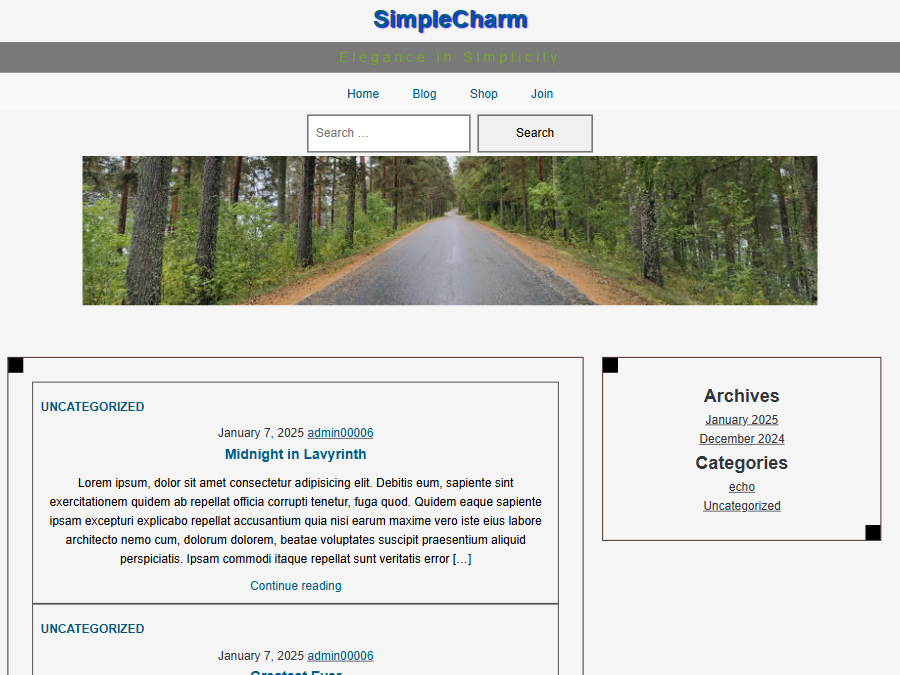 SimpleCharm
Elegance in Simplicity
Home Blog Shop Join
Search … Search
UNCATEGORIZED
January 7, 2025 admin00006
Midnight in Lavyrinth
Lorem ipsum, dolor sit amet consectetur adipisicing elit. Debitis eum, sapiente sint
exercitationem quidem ab repellat officia corrupti tenetur, fuga quod. Quidem eaque sapiente
ipsam excepturi explicabo repellat accusantium quia nisi earum maxime vero iste eius labore
architecto nemo cum, dolorum dolorem, beatae voluptates suscipit praesentium aliquid
perspiciatis. Ipsam commodi itaque repellat sunt veritatis error […]
Continue reading
UNCATEGORIZED
January 7, 2025 admin00006
Greatest Ever
Archives
January 2025
December 2024
Categories
echo
Uncategorized